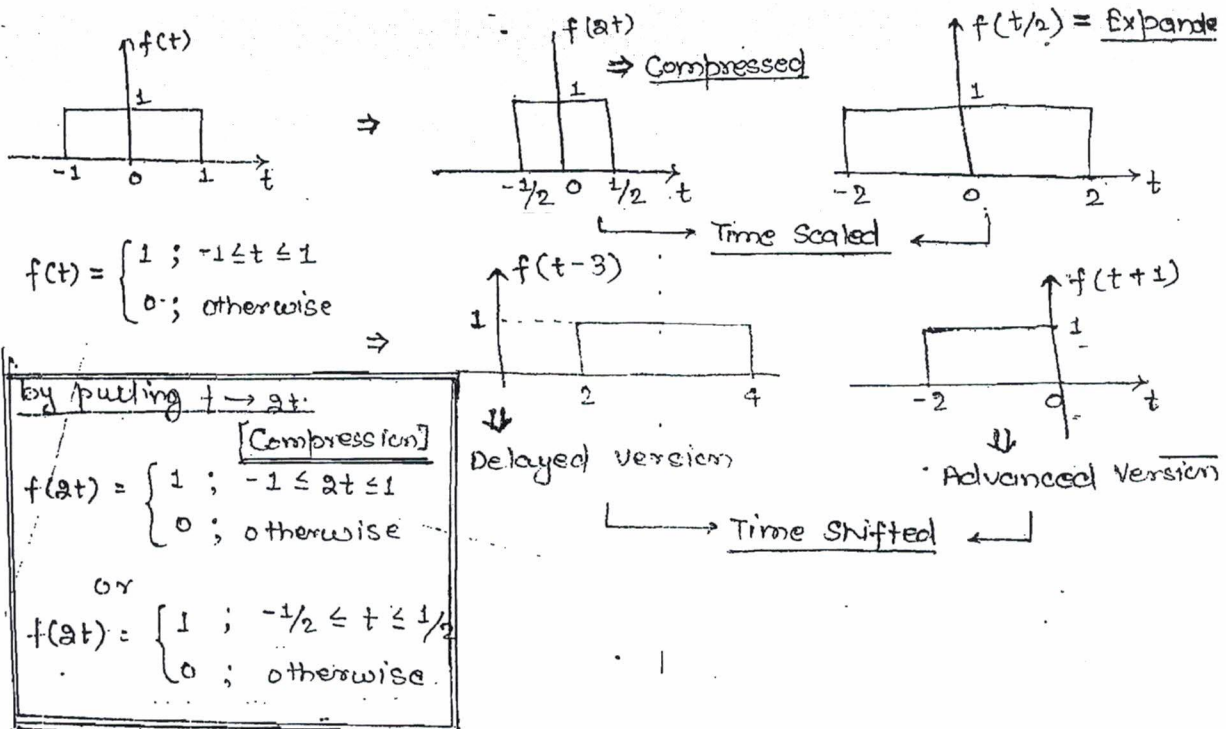 f(t)
1
-1 0 1 t
⇒
f(2t)
⇒ Compressed
1
-1/2 0 1/2 t
f(t/2) = Expande
1
-2 0 2 t
Time Scaled
f(t) = { 1 ; -1 ≤ t ≤ 1
0 ; otherwise
⇒
f(t-3)
1
2 4
⇓
Delayed version
f(t+1)
1
-2 0 t
⇓
Advanced Version
Time Shifted
by putting t → 2t
[Compression]
f(2t) = { 1 ; -1 ≤ 2t ≤ 1
0 ; otherwise
or
f(2t) = { 1 ; -1/2 ≤ t ≤ 1/2
0 ; otherwise